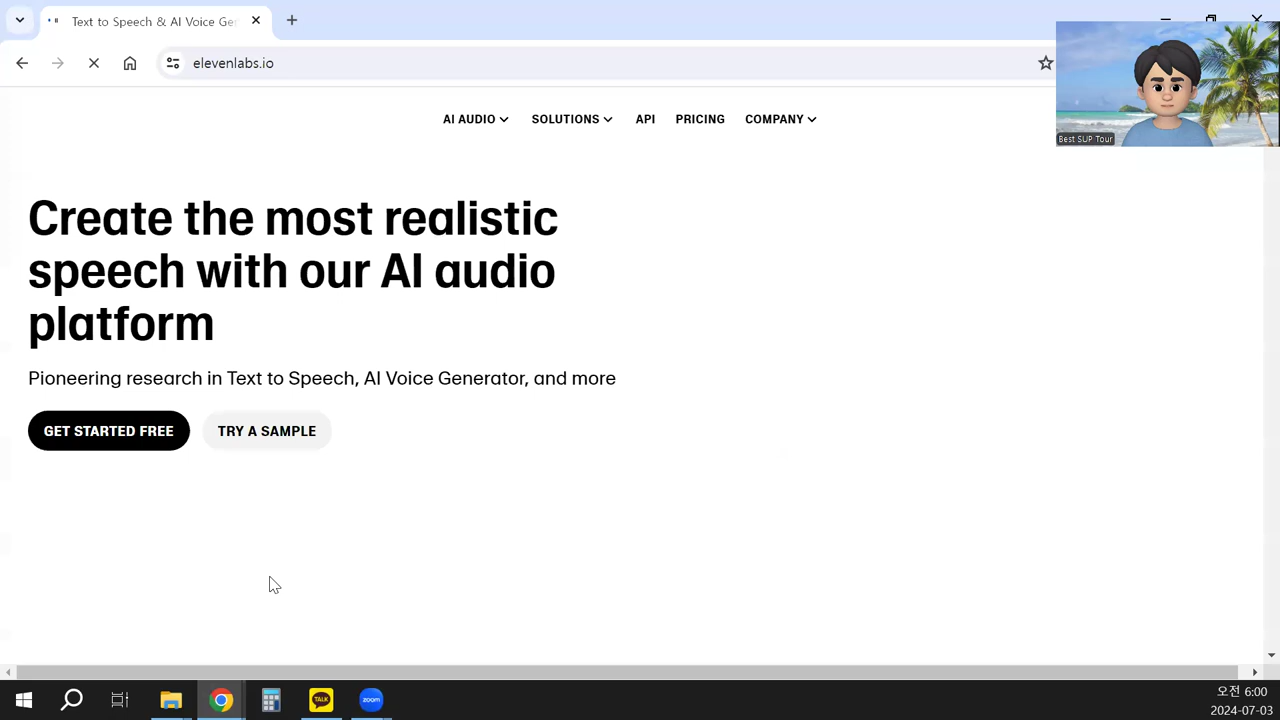 Text to Speech & AI Voice Ger
elevenlabs.io
AI AUDIO
SOLUTIONS
API
PRICING
COMPANY
Best SUP Tour
Create the most realistic
speech with our AI audio
platform
Pioneering research in Text to Speech, AI Voice Generator, and more
GET STARTED FREE
TRY A SAMPLE
TALK
zoom
오전 6:00
2024-07-03